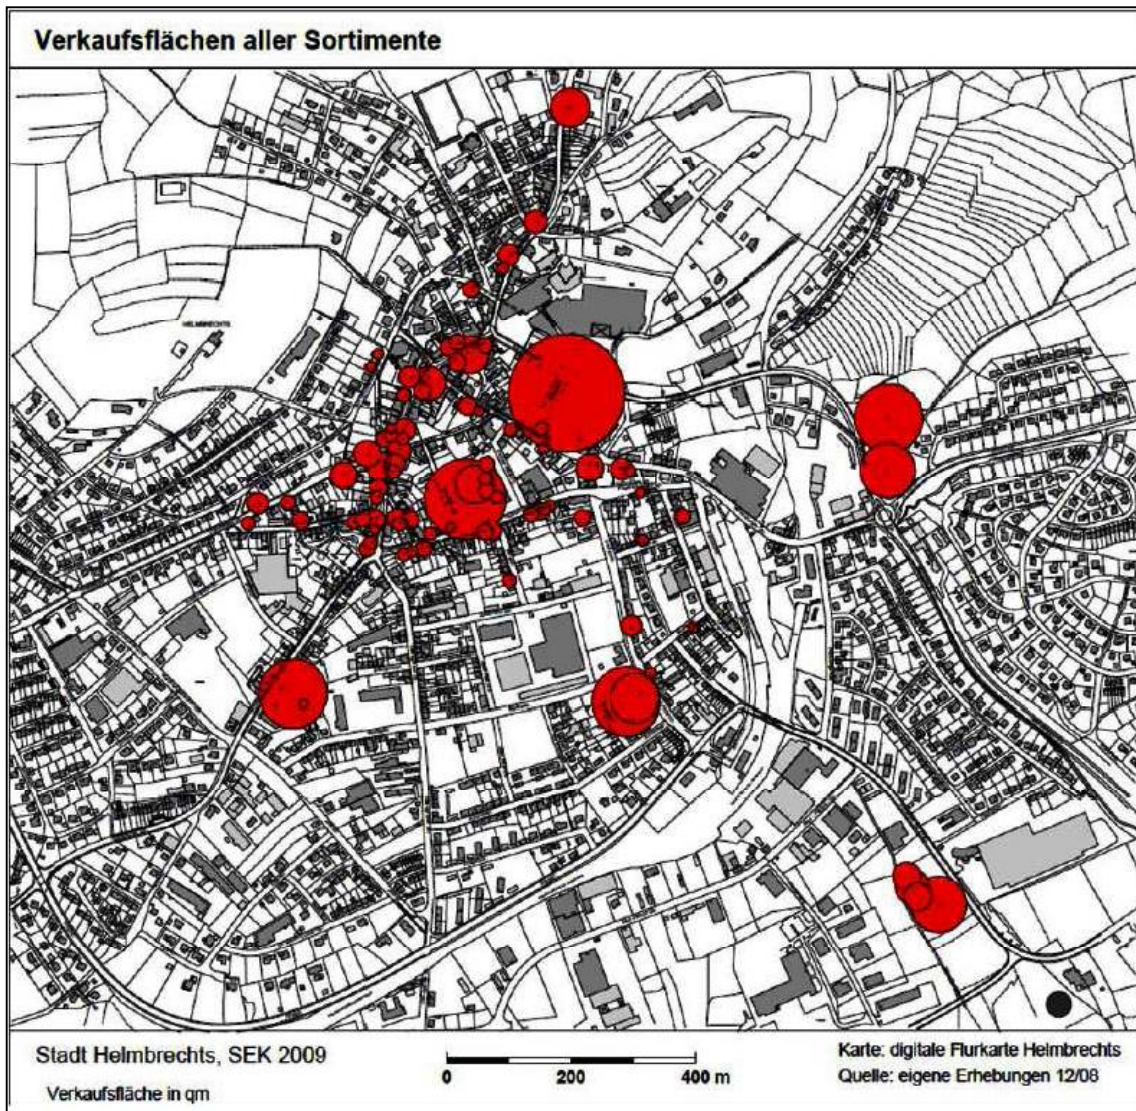 Verkaufsflächen aller Sortimente
HELMBRECHTS
Stadt Helmbrechts, SEK 2009
Verkaufsfläche in qm
0 200 400 m
Karte: digitale Flurkarte Helmbrechts
Quelle: eigene Erhebungen 12/08